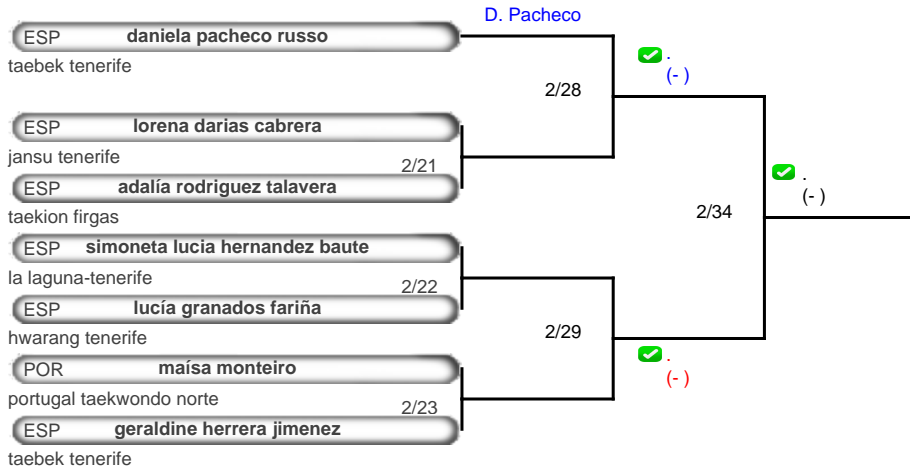 D. Pacheco
ESP daniela pacheco russo
taebek tenerife
.
(- )
2/28
ESP lorena darias cabrera
jansu tenerife
2/21
ESP adalía rodriguez talavera
taekion firgas
.
(- )
2/34
ESP simoneta lucia hernandez baute
la laguna-tenerife
2/22
ESP lucía granados fariña
hwarang tenerife
2/29
.
(- )
POR maísa monteiro
portugal taekwondo norte
2/23
ESP geraldine herrera jimenez
taebek tenerife